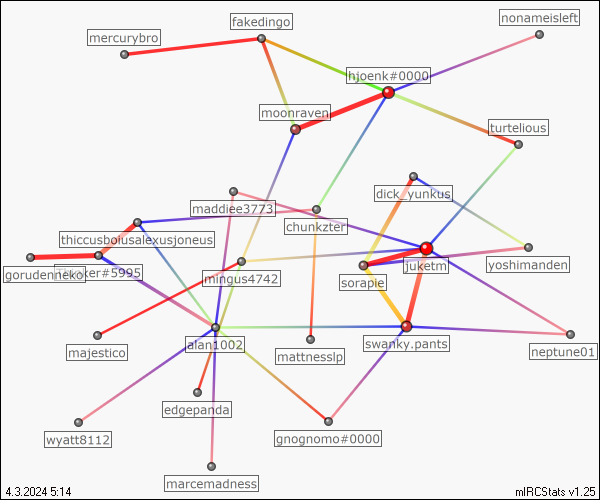 nonameisleft
fakedingo
mercurybro
hjoenk#0000
moonraven
turtelious
dick_yunkus
maddiee3773
chunkzter
thiccusboiusalexusjoneus
yoshimanden
juketm
gorudenneko
#5995
mingus4742
sorapie
swanky.pants
alan1002
majestico
mattnesslp
neptune01
edgepanda
wyatt8112
gnognomo#0000
marcemadness
4.3.2024 5:14
mIRCStats v1.25